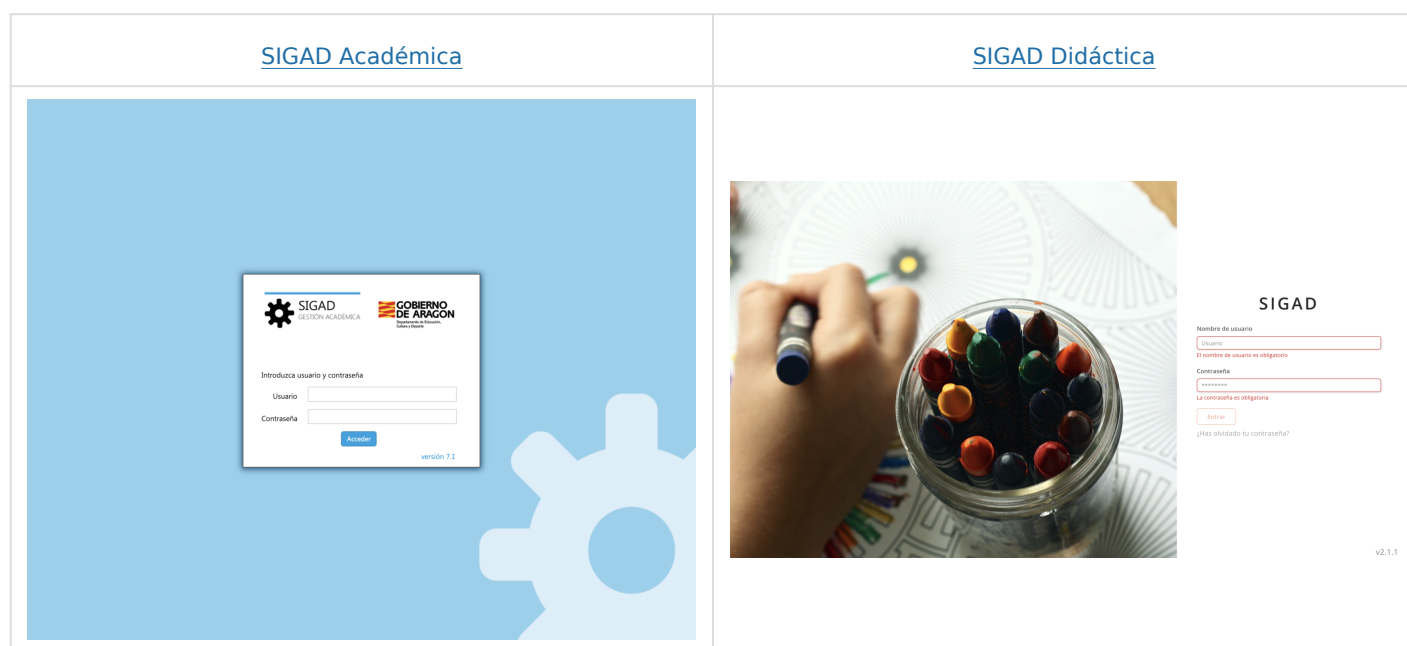 SIGAD Académica
SIGAD Didáctica
SIGAD
GESTIÓN ACADÉMICA
GOBIERNO
DE ARAGON
Departamento de Educación,
Cultura y Deporte
Introduzca usuario y contraseña
Usuario
Contraseña
Acceder
versión 7.1
SIGAD
Nombre de usuario
Usuario
El nombre de usuario es obligatorio
Contraseña
********
La contraseña es obligatoria
Entrar
¿Has olvidado tu contraseña?
v2.1.1